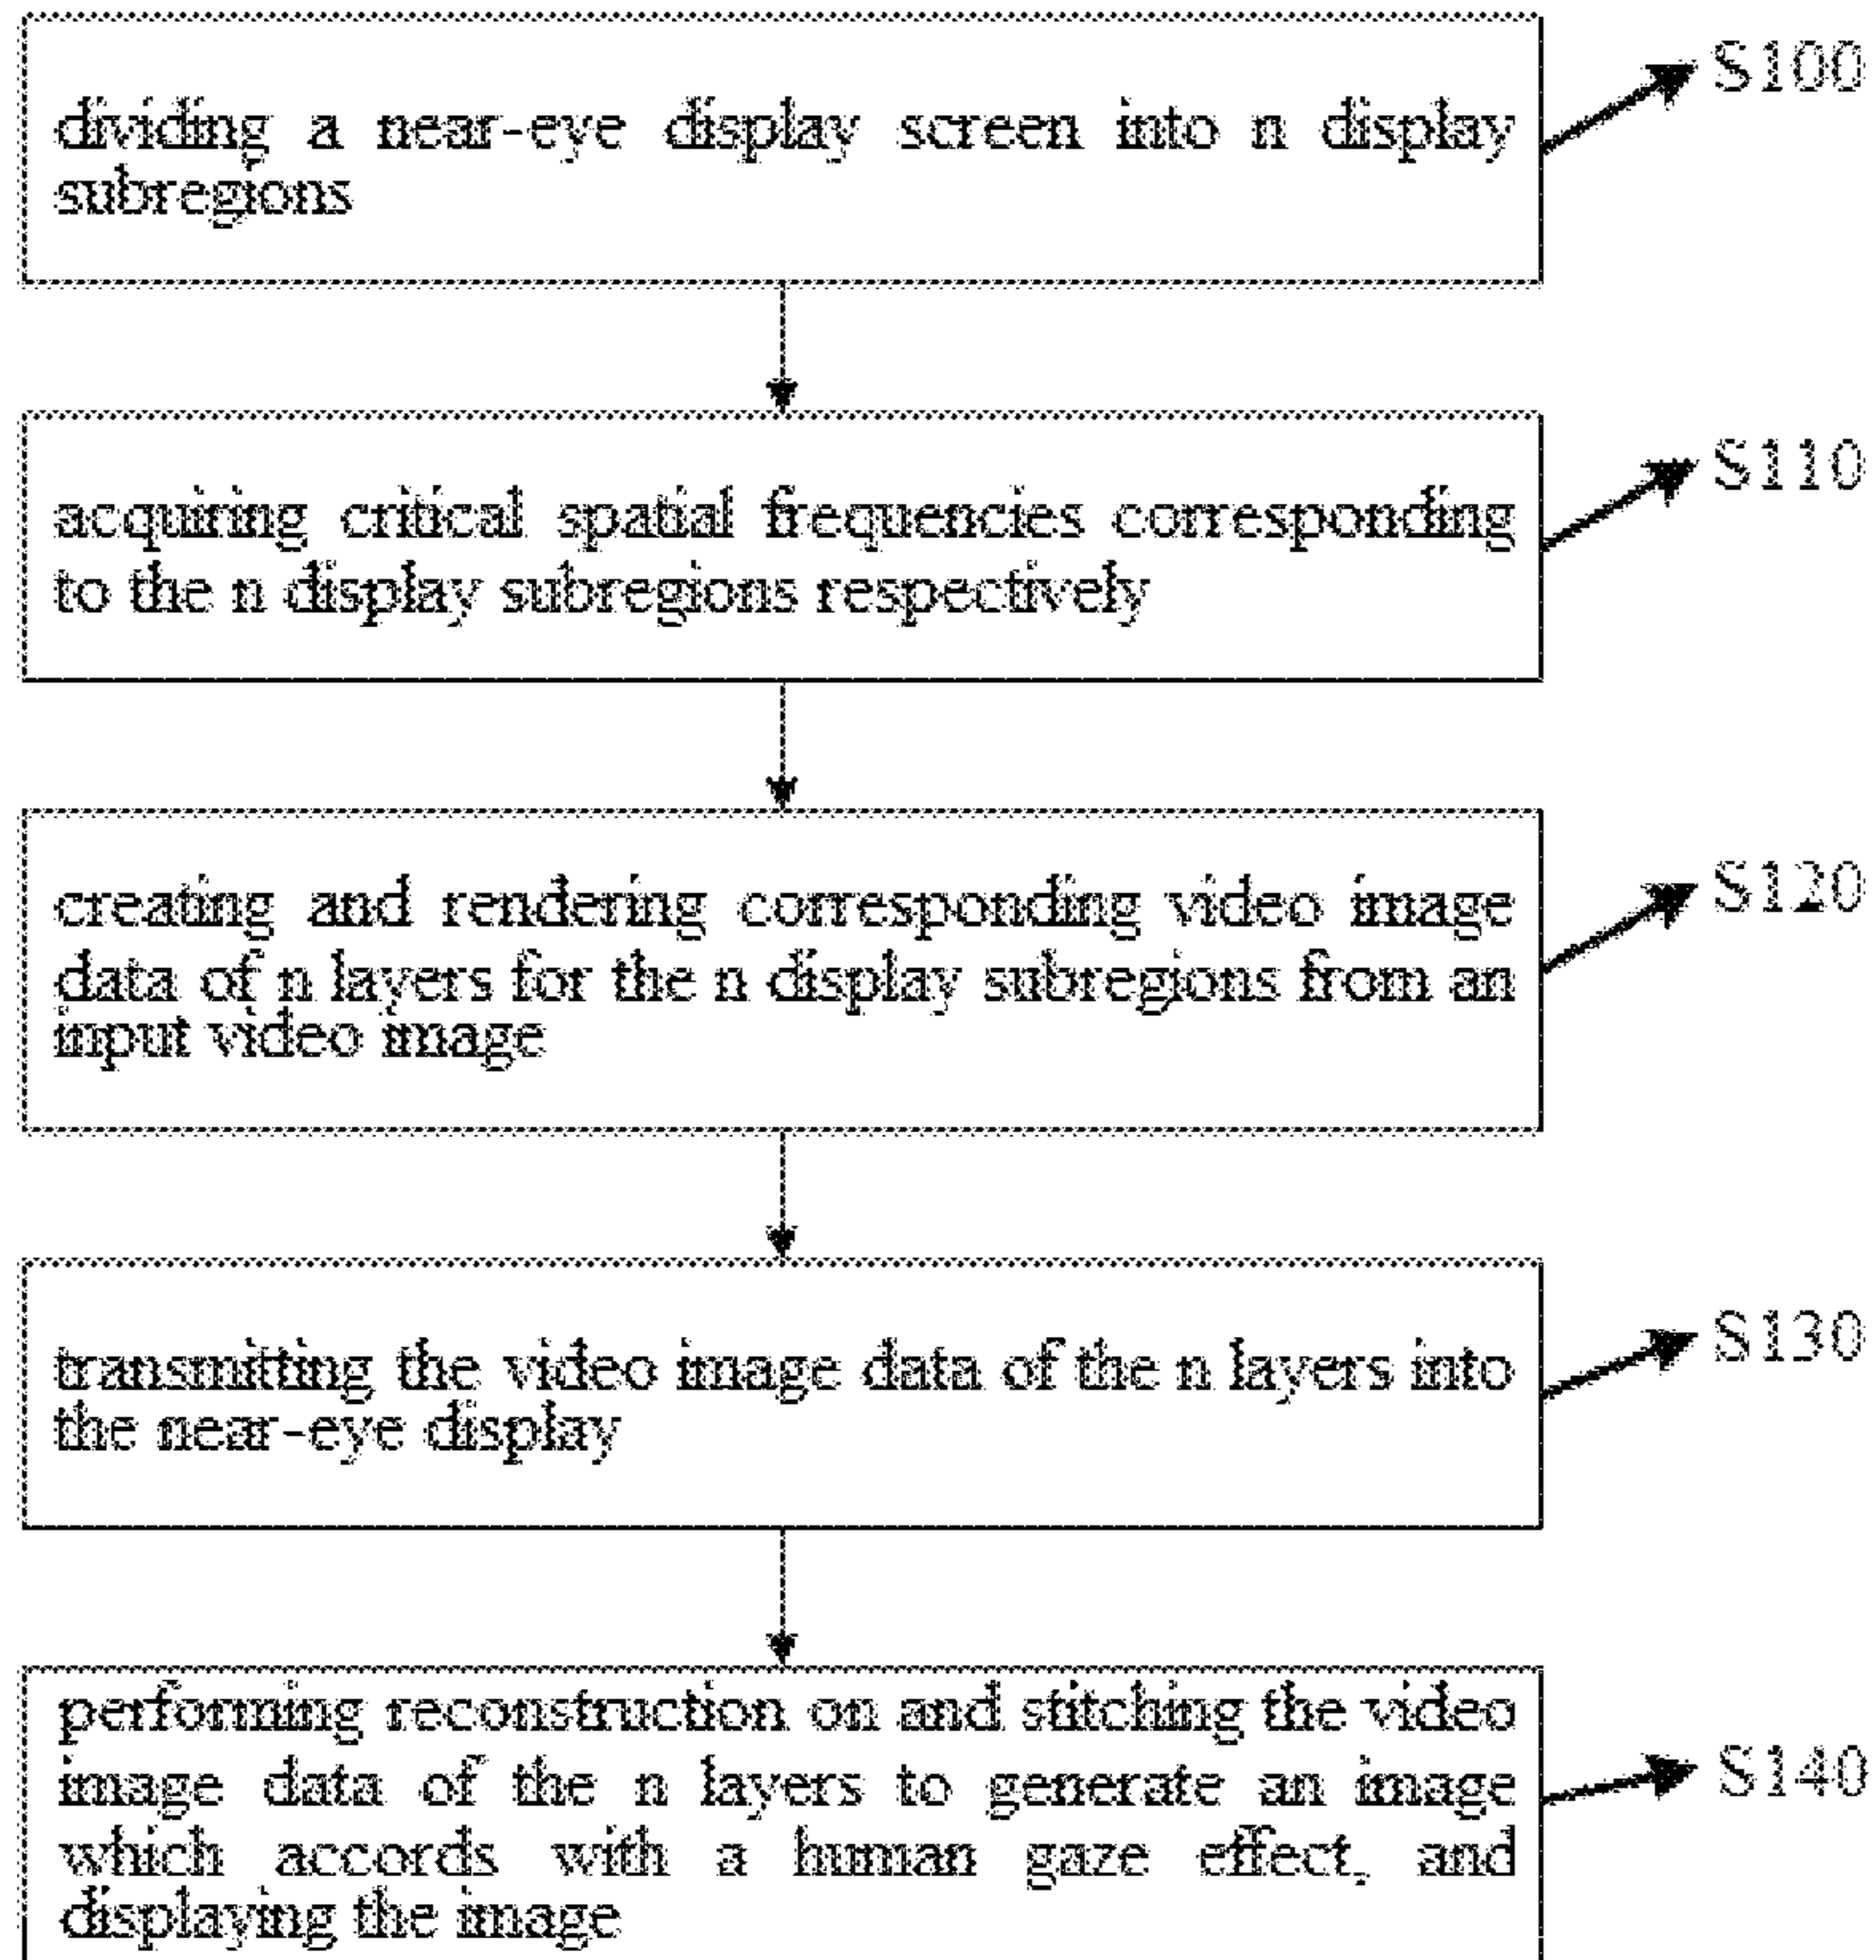 dividing a near-eye display screen into n display
subregions
S100
acquiring critical spatial frequencies corresponding
to the n display subregions respectively
S110
creating and rendering corresponding video image
data of n layers for the n display subregions from an
input video image
S120
transmitting the video image data of the n layers into
the near-eye display
S130
performing reconstruction on and stitching the video
image data of the n layers to generate an image
which accords with a human gaze effect, and
displaying the image
S140